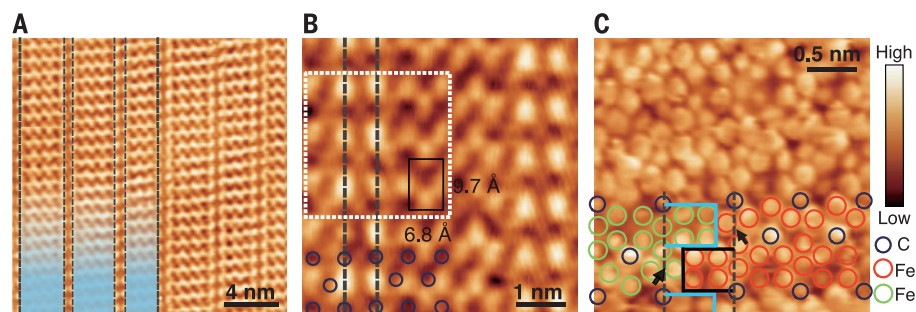 A
B
C
4 nm
9.7 Å
6.8 Å
1 nm
0.5 nm
High
Low
C
Fe
Fe